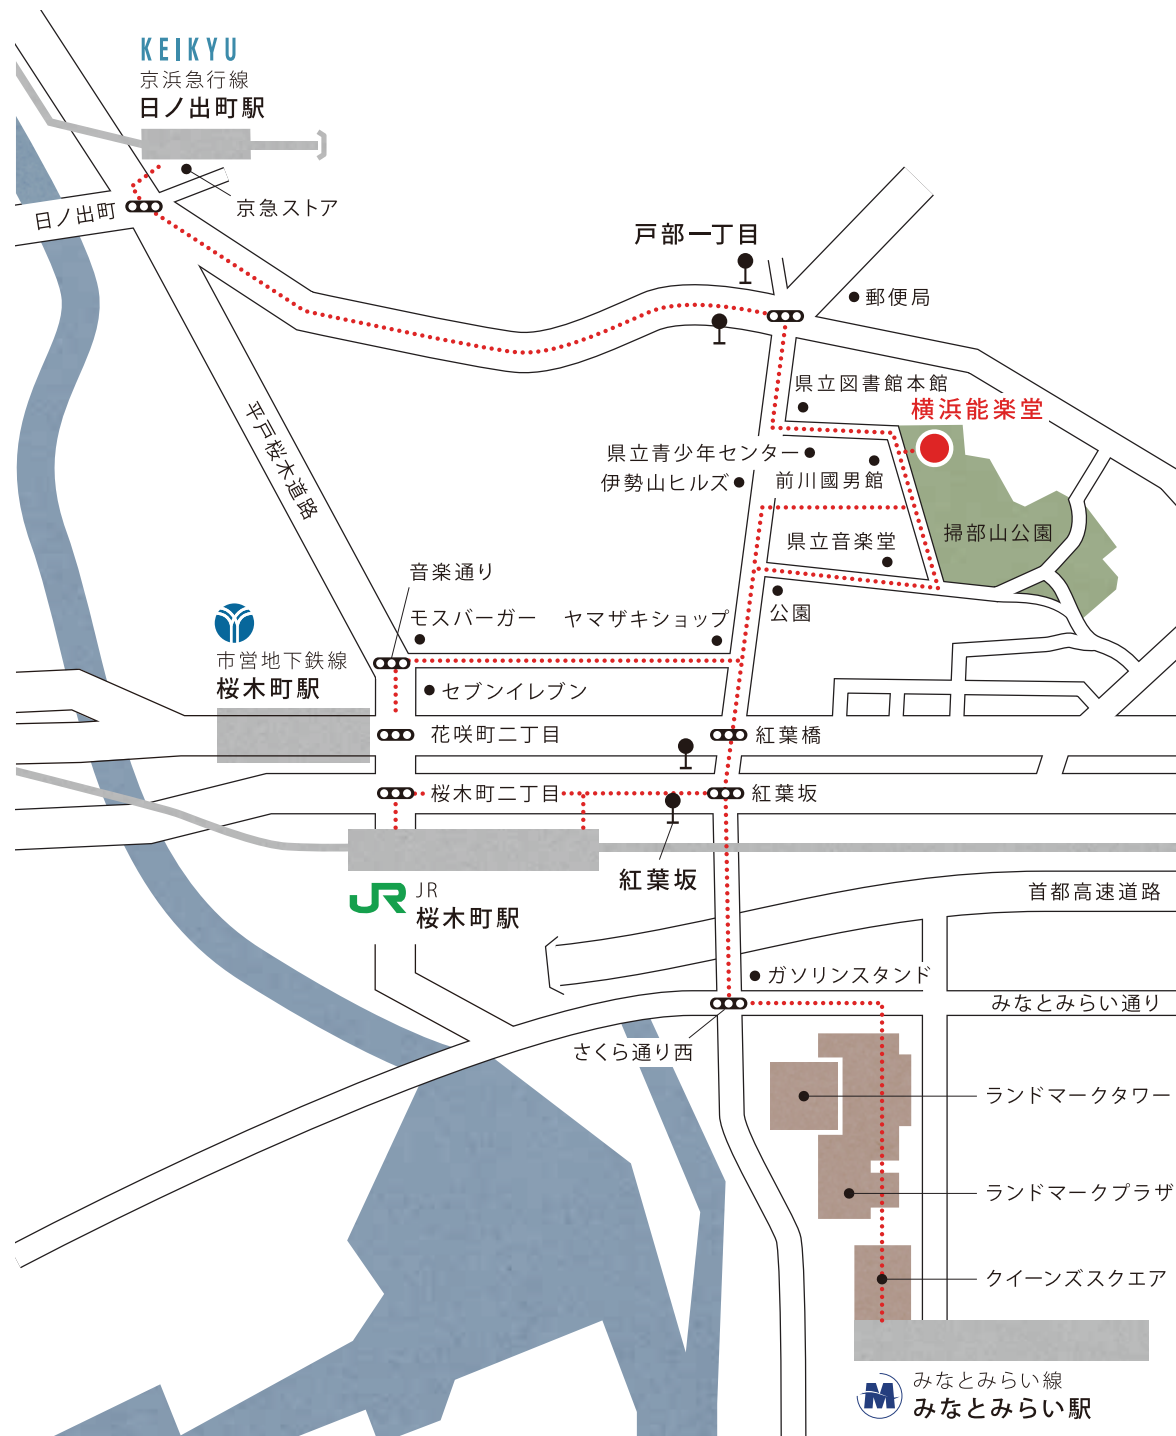 KEIKYU
京浜急行線
日ノ出町駅
日ノ出町
京急ストア
戸部一丁目
郵便局
県立図書館本館
横浜能楽堂
平戸桜木道路
県立青少年センター
伊勢山ヒルズ
前川國男館
掃部山公園
県立音楽堂
音楽通り
公園
モスバーガー
ヤマザキショップ
市営地下鉄線
桜木町駅
セブンイレブン
花咲町二丁目
紅葉橋
桜木町二丁目
紅葉坂
紅葉坂
JR
JR
桜木町駅
首都高速道路
ガソリンスタンド
みなとみらい通り
さくら通り西
ランドマークタワー
ランドマークプラザ
クイーンズスクエア
M
みなとみらい線
みなとみらい駅